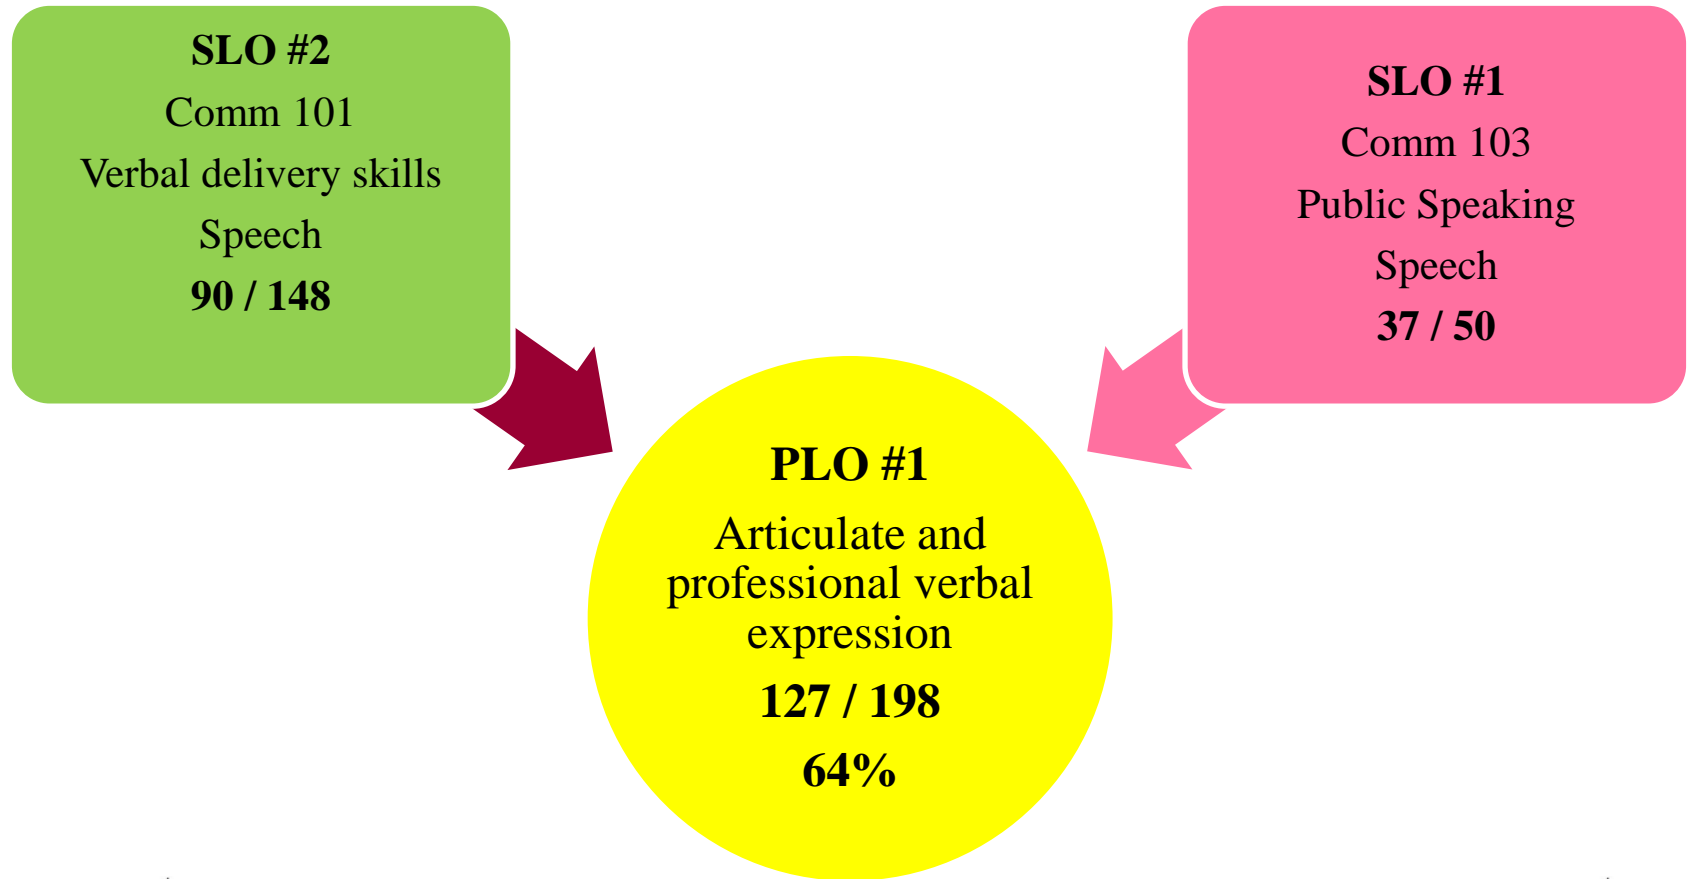 SLO #2
Comm 101
Verbal delivery skills
Speech
90 / 148
SLO #1
Comm 103
Public Speaking
Speech
37 / 50
PLO #1
Articulate and
professional verbal
expression
127 / 198
64%